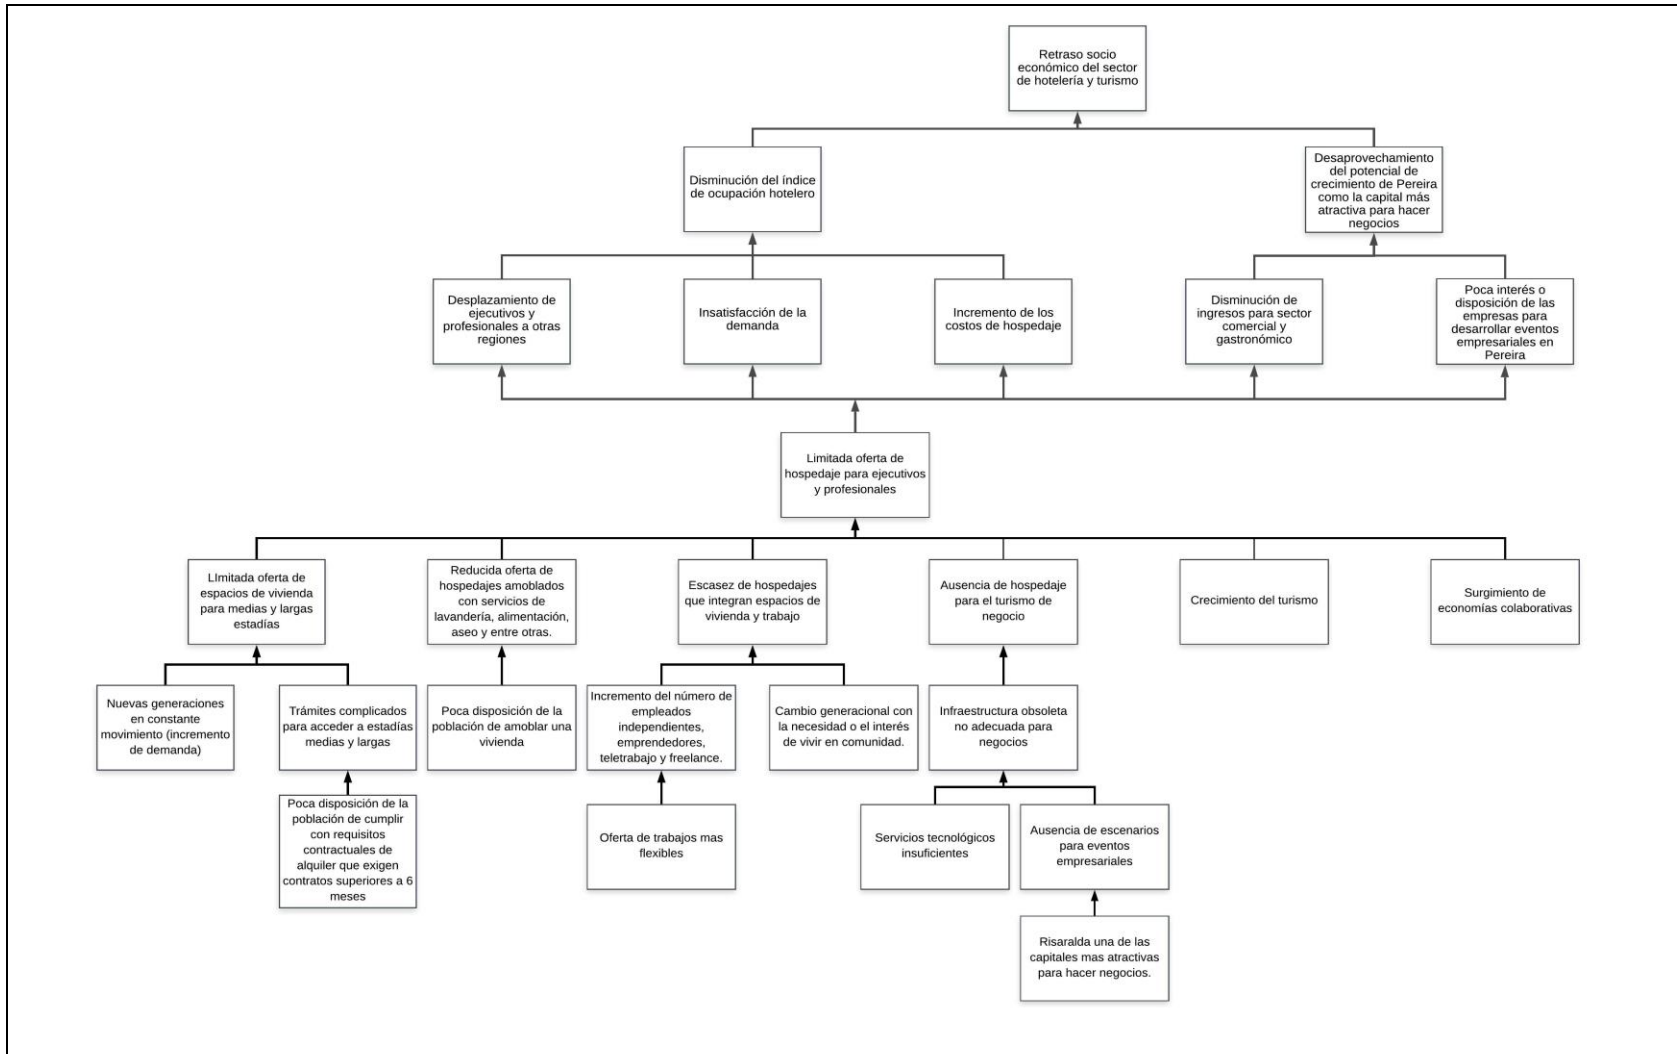 Retraso socio
económico del sector
de hotelería y turismo
Disminución del índice
de ocupación hotelero
Desaprovechamiento
del potencial de
crecimiento de Pereira
como la capital más
atractiva para hacer
negocios
Desplazamiento de
ejecutivos y
profesionales a otras
regiones
Insatisfacción de la
demanda
Incremento de los
costos de hospedaje
Disminución de
ingresos para sector
comercial y
gastronómico
Poca interés o
disposición de las
empresas para
desarrollar eventos
empresariales en
Pereira
Limitada oferta de
hospedaje para ejecutivos
y profesionales
LImitada oferta de
espacios de vivienda
para medias y largas
estadías
Reducida oferta de
hospedajes amoblados
con servicios de
lavandería, alimentación,
aseo y entre otras.
Escasez de hospedajes
que integran espacios de
vivienda y trabajo
Ausencia de hospedaje
para el turismo de
negocio
Crecimiento del turismo
Surgimiento de
economías colaborativas
Nuevas generaciones
en constante
movimiento (incremento
de demanda)
Trámites complicados
para acceder a estadías
medias y largas
Poca disposición de la
población de amoblar una
vivienda
Incremento del número de
empleados
independientes,
emprendedores,
teletrabajo y freelance.
Cambio generacional con
la necesidad o el interés
de vivir en comunidad.
Infraestructura obsoleta
no adecuada para
negocios
Poca disposición de la
población de cumplir
con requisitos
contractuales de
alquiler que exigen
contratos superiores a 6
meses
Oferta de trabajos mas
flexibles
Servicios tecnológicos
insuficientes
Ausencia de escenarios
para eventos
empresariales
Risaralda una de las
capitales mas atractivas
para hacer negocios.